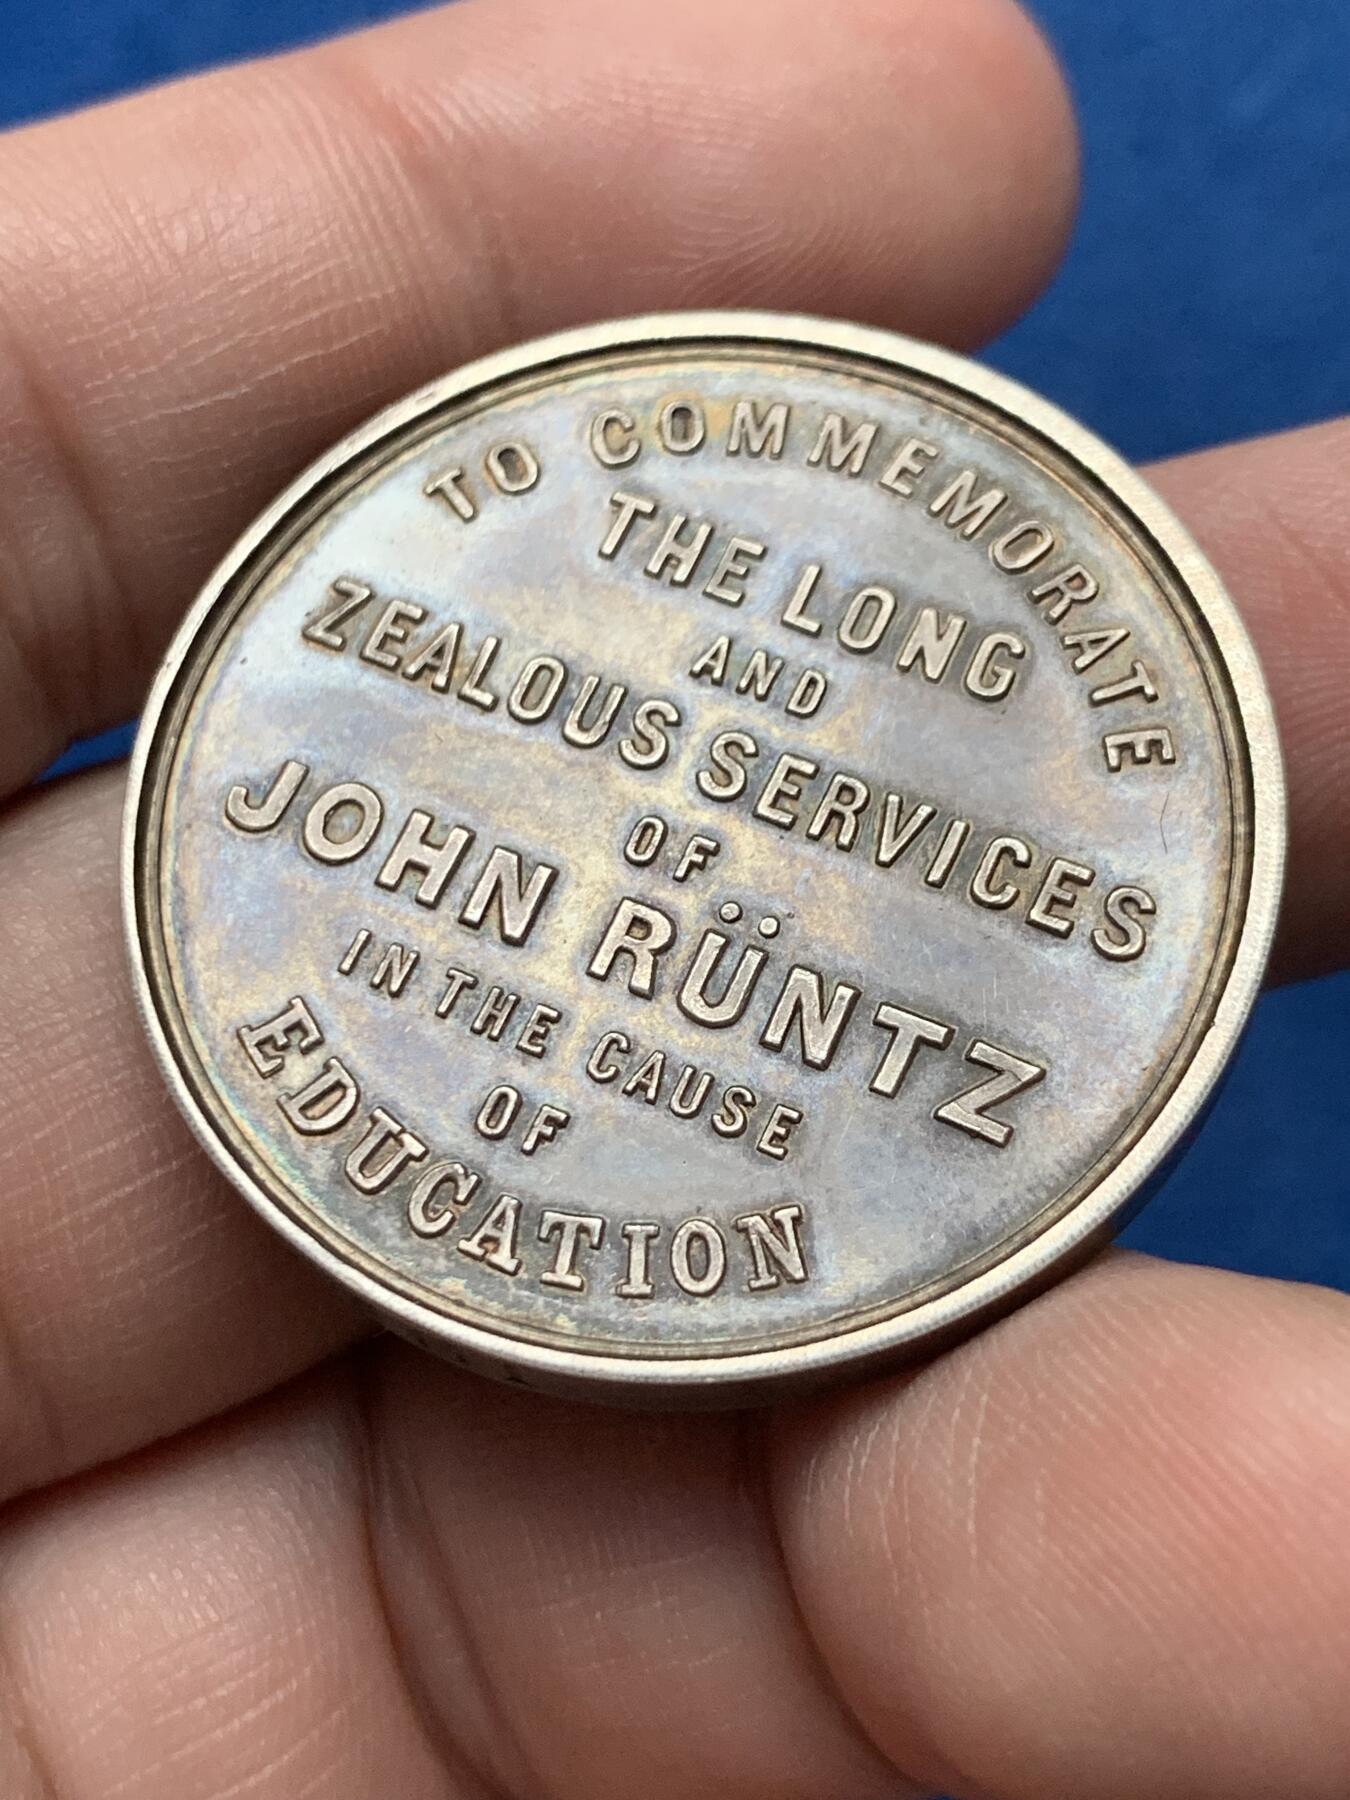 TO COMMEMORATE
THE LONG
AND
ZEALOUS SERVICES
OF
JOHN RÜNTZ
IN THE CAUSE
OF
EDUCATION